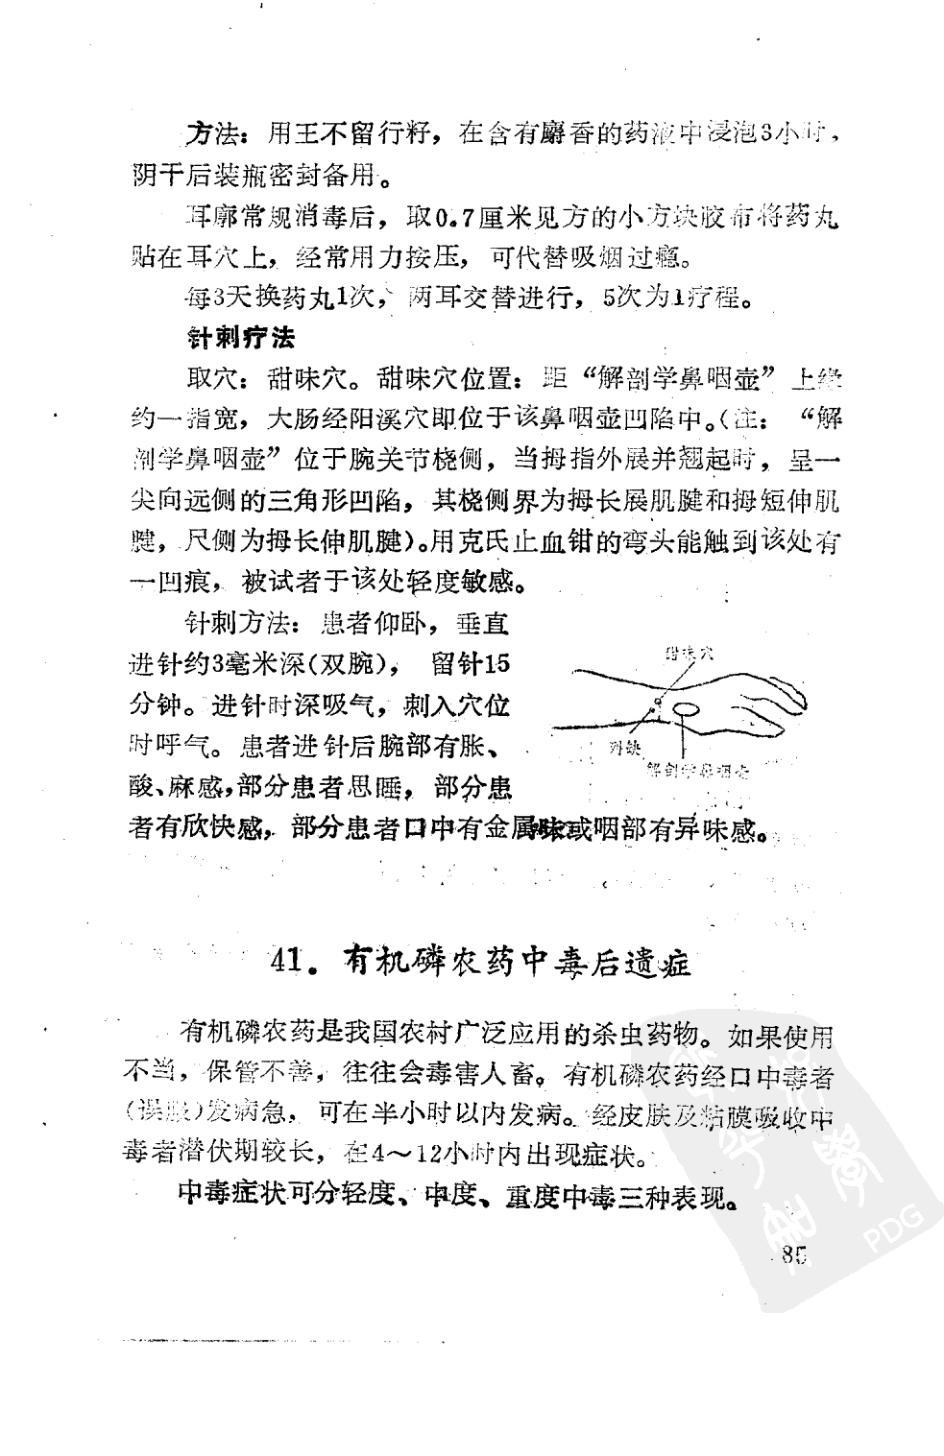 方法：用王不留行籽，在含有麝香的药液中浸泡3小时，
阴干后装瓶密封备用。
耳廓常规消毒后，取0.7厘米见方的小方块胶布将药丸
贴在耳穴上，经常用力按压，可代替吸烟过瘾。
每3天换药丸1次，两耳交替进行，5次为1疗程。
针刺疗法
取穴：甜味穴。甜味穴位置：距“解剖学鼻咽壶”上缘
约一指宽，大肠经阳溪穴即位于该鼻咽壶凹陷中。（注：“解
剖学鼻咽壶”位于腕关节桡侧，当拇指外展并翘起时，呈一
尖向远侧的三角形凹陷，其桡侧界为拇长展肌腱和拇短伸肌
腱，尺侧为拇长伸肌腱）。用克氏止血钳的弯头能触到该处有
一凹痕，被试者于该处轻度敏感。
针刺方法：患者仰卧，垂直
进针约3毫米深（双腕），留针15
分钟。进针时深吸气，刺入穴位
时呼气。患者进针后腕部有胀、
酸、麻感，部分患者思睡，部分患
者有欣快感，部分患者口中有金属味或咽部有异味感。
甜味穴
列缺
解剖学鼻咽壶
41．有机磷农药中毒后遗症
有机磷农药是我国农村广泛应用的杀虫药物。如果使用
不当，保管不善，往往会毒害人畜。有机磷农药经口中毒者
（误服）发病急，可在半小时以内发病。经皮肤及粘膜吸收中
毒者潜伏期较长，在4～12小时内出现症状。
中毒症状可分轻度、中度、重度中毒三种表现。
85
PDG